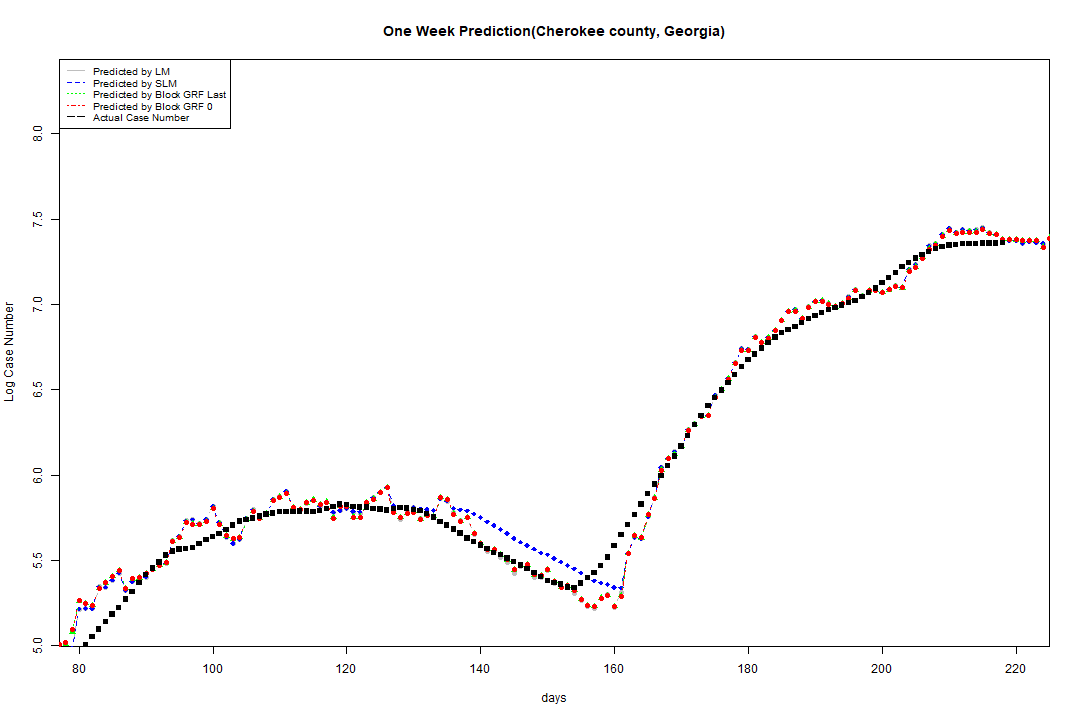 One Week Prediction(Cherokee county, Georgia)
Predicted by LM
Predicted by SLM
Predicted by Block GRF Last
Predicted by Block GRF 0
Actual Case Number
8.0
7.5
7.0
6.5
6.0
5.5
5.0
Log Case Number
80 100 120 140 160 180 200 220
days